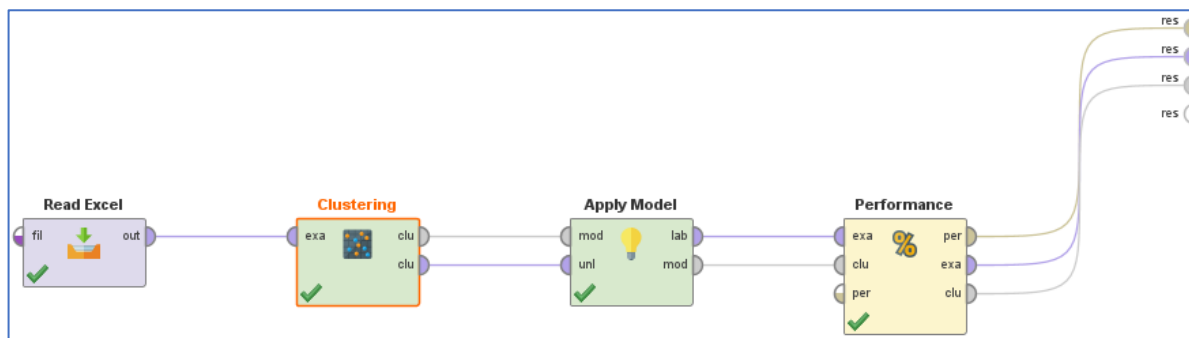 res
res
res
res
Read Excel
fil out
Clustering
exa clu
clu
Apply Model
mod lab
unl mod
Performance
% 
exa per
clu exa
per clu